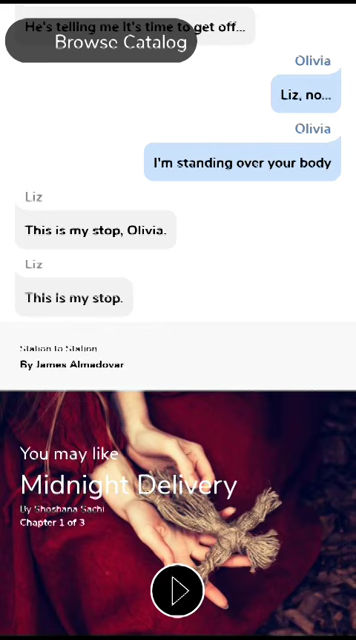 He's telling me it's time to get off...
Browse Catalog
Olivia
Liz, no...
Olivia
I'm standing over your body
Liz
This is my stop, Olivia.
Liz
This is my stop.
Station to Station
By James Almadovar
You may like
Midnight Delivery
By Shoshana Sachi
Chapter 1 of 3